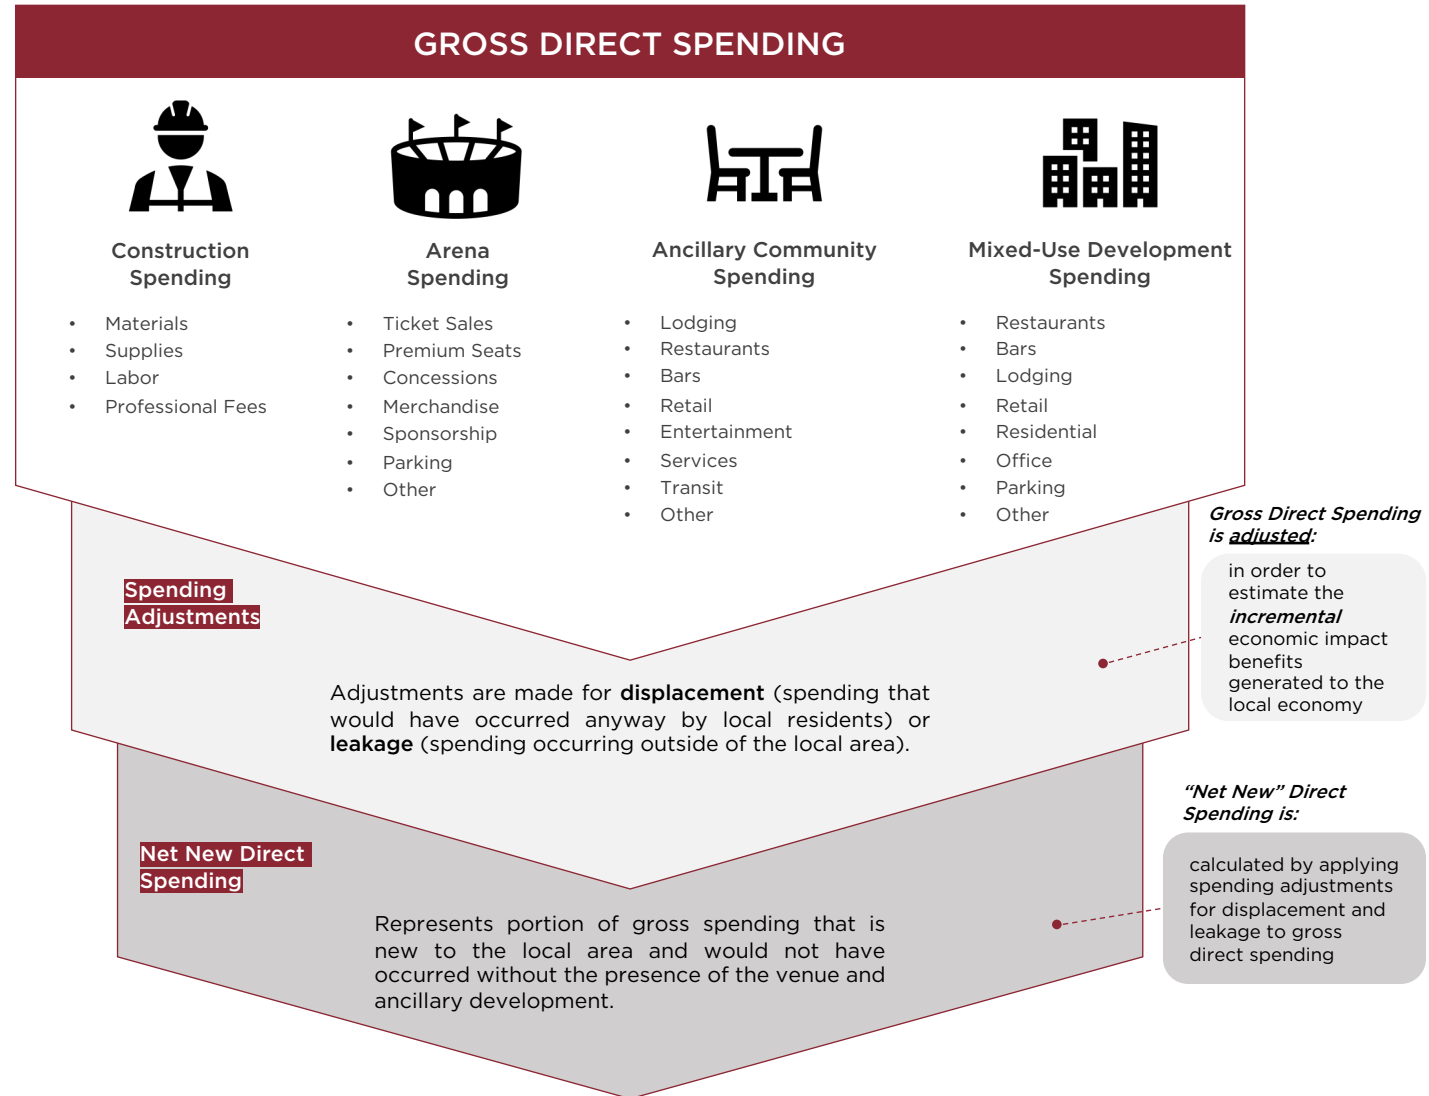 GROSS DIRECT SPENDING
Construction
Spending
• Materials
• Supplies
• Labor
• Professional Fees
Arena
Spending
• Ticket Sales
• Premium Seats
• Concessions
• Merchandise
• Sponsorship
• Parking
• Other
Ancillary Community
Spending
• Lodging
• Restaurants
• Bars
• Retail
• Entertainment
• Services
• Transit
• Other
Mixed-Use Development
Spending
• Restaurants
• Bars
• Lodging
• Retail
• Residential
• Office
• Parking
• Other
Gross Direct Spending
is adjusted:
in order to
estimate the
incremental
economic impact
benefits
generated to the
local economy
Spending
Adjustments
Adjustments are made for displacement (spending that
would have occurred anyway by local residents) or
leakage (spending occurring outside of the local area).
“Net New” Direct
Spending is:
calculated by applying
spending adjustments
for displacement and
leakage to gross
direct spending
Net New Direct
Spending
Represents portion of gross spending that is
new to the local area and would not have
occurred without the presence of the venue and
ancillary development.